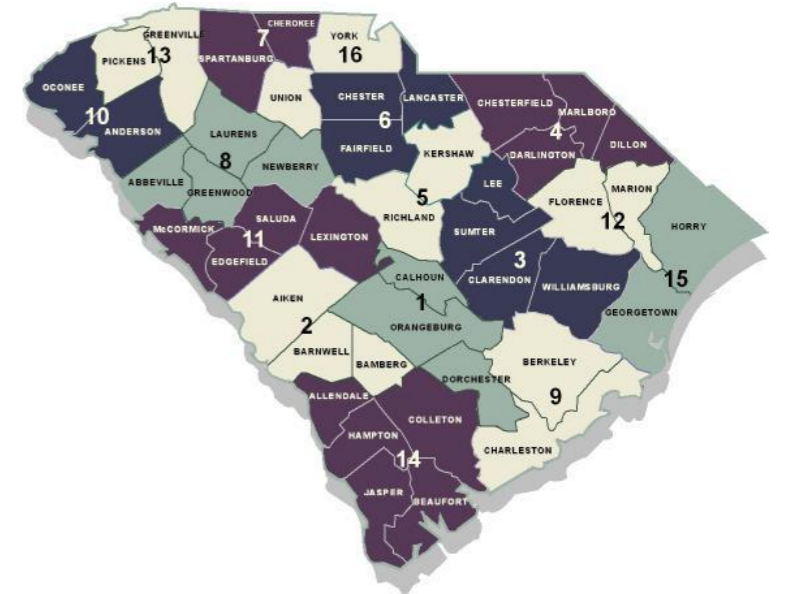 CHEROKEE
GREENVILLE
7
YORK
13
16
PICKENS
SPARTANBURG
OCONEE
UNION
CHESTER
LANCASTER
CHESTERFIELD
MARLBORO
10
ANDERSON
LAURENS
6
4
FAIRFIELD
KERSHAW
DARLINGTON
DILLON
8
NEWBERRY
ABBEVILLE
GREENWOOD
LEE
MARION
5
FLORENCE
RICHLAND
12
McCORMICK
SALUDA
LEXINGTON
SUMTER
HORRY
11
EDGEFIELD
3
CALHOUN
CLARENDON
WILLIAMSBURG
15
AIKEN
1
GEORGETOWN
ORANGEBURG
2
BARNWELL
BAMBERG
BERKELEY
DORCHESTER
ALLENDALE
9
COLLETON
HAMPTON
CHARLESTON
14
JASPER
BEAUFORT